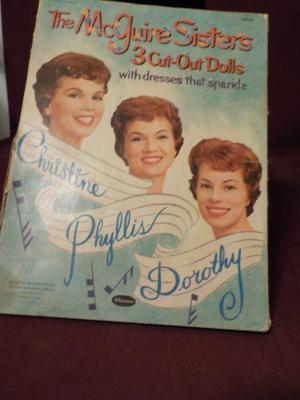 The McGuire Sisters
3 Cut-Out Dolls
with dresses that sparkle
Christine
Phyllis
Dorothy
Whitman